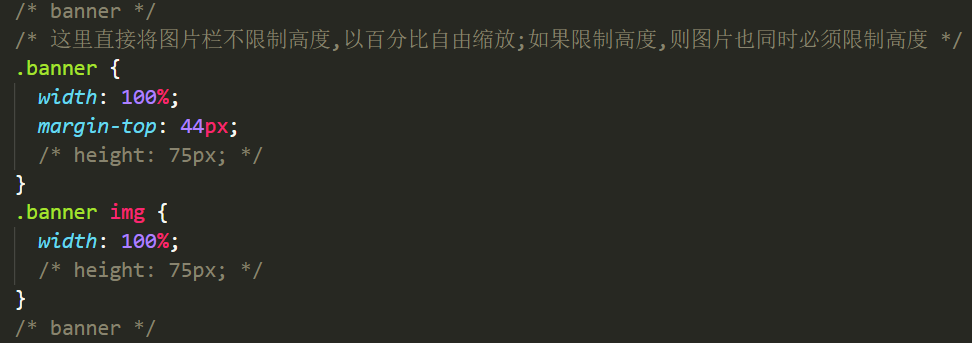 /* banner */
/* 这里直接将图片栏不限制高度,以百分比自由缩放;如果限制高度,则图片也同时必须限制高度 */
.banner {
  width: 100%;
  margin-top: 44px;
  /* height: 75px; */
}
.banner img {
  width: 100%;
  /* height: 75px; */
}
/* banner */